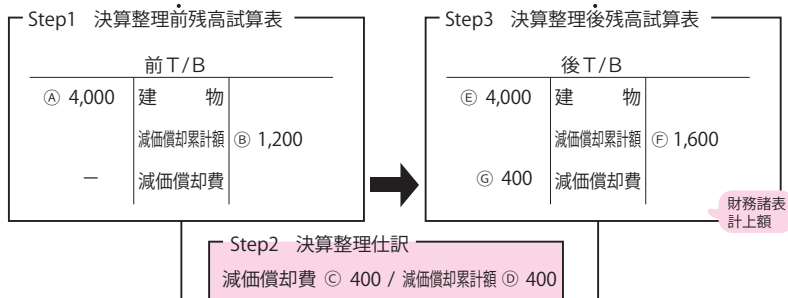 Step1 決算整理前残高試算表
前T/B
Ⓐ 4,000 建 物
減価償却累計額 Ⓑ 1,200
— 減価償却費
Step3 決算整理後残高試算表
後T/B
Ⓔ 4,000 建 物
減価償却累計額 Ⓕ 1,600
Ⓖ 400 減価償却費
財務諸表
計上額
Step2 決算整理仕訳
減価償却費 Ⓒ 400 / 減価償却累計額 Ⓓ 400